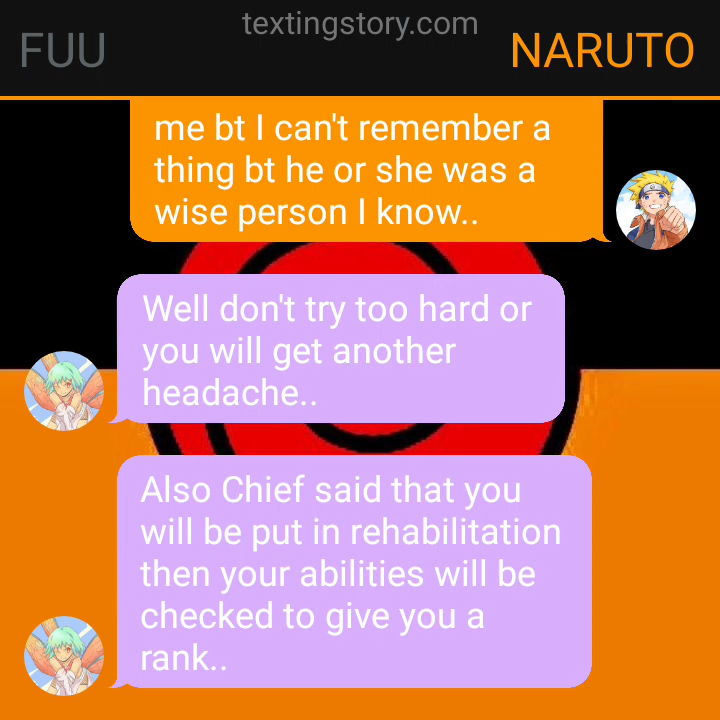 textingstory.com
FUU
NARUTO
me bt I can't remember a
thing bt he or she was a
wise person I know..
Well don't try too hard or
you will get another
headache..
Also Chief said that you
will be put in rehabilitation
then your abilities will be
checked to give you a
rank..